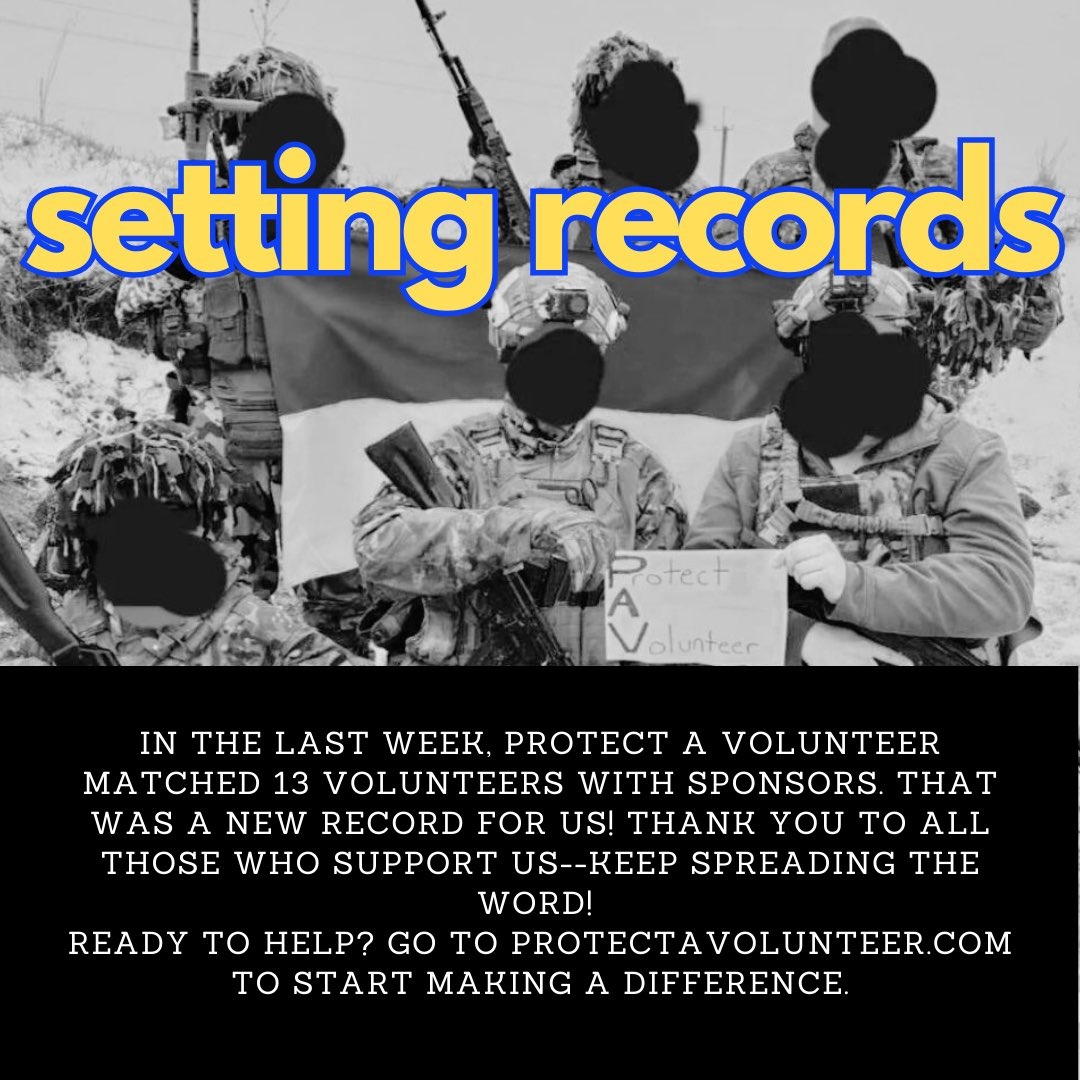 setting records
Protect
A
Volunteer
IN THE LAST WEEK, PROTECT A VOLUNTEER
MATCHED 13 VOLUNTEERS WITH SPONSORS. THAT
WAS A NEW RECORD FOR US! THANK YOU TO ALL
THOSE WHO SUPPORT US--KEEP SPREADING THE
WORD!
READY TO HELP? GO TO PROTECTAVOLUNTEER.COM
TO START MAKING A DIFFERENCE.